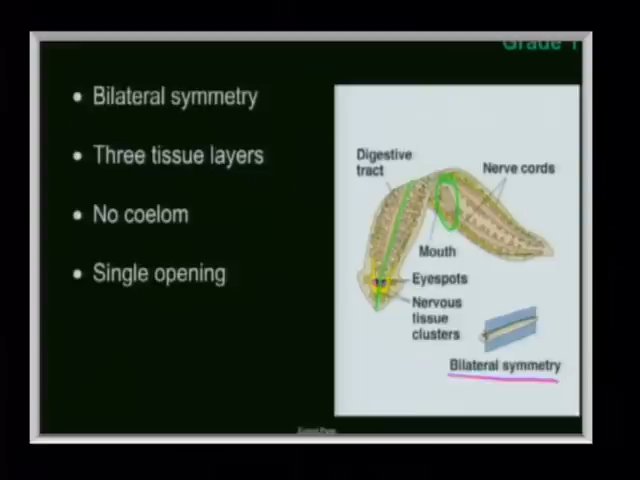 Grade 1
Bilateral symmetry
Three tissue layers
No coelom
Single opening
Digestive
tract
Nerve cords
Mouth
Eyespots
Nervous
tissue
clusters
Bilateral symmetry